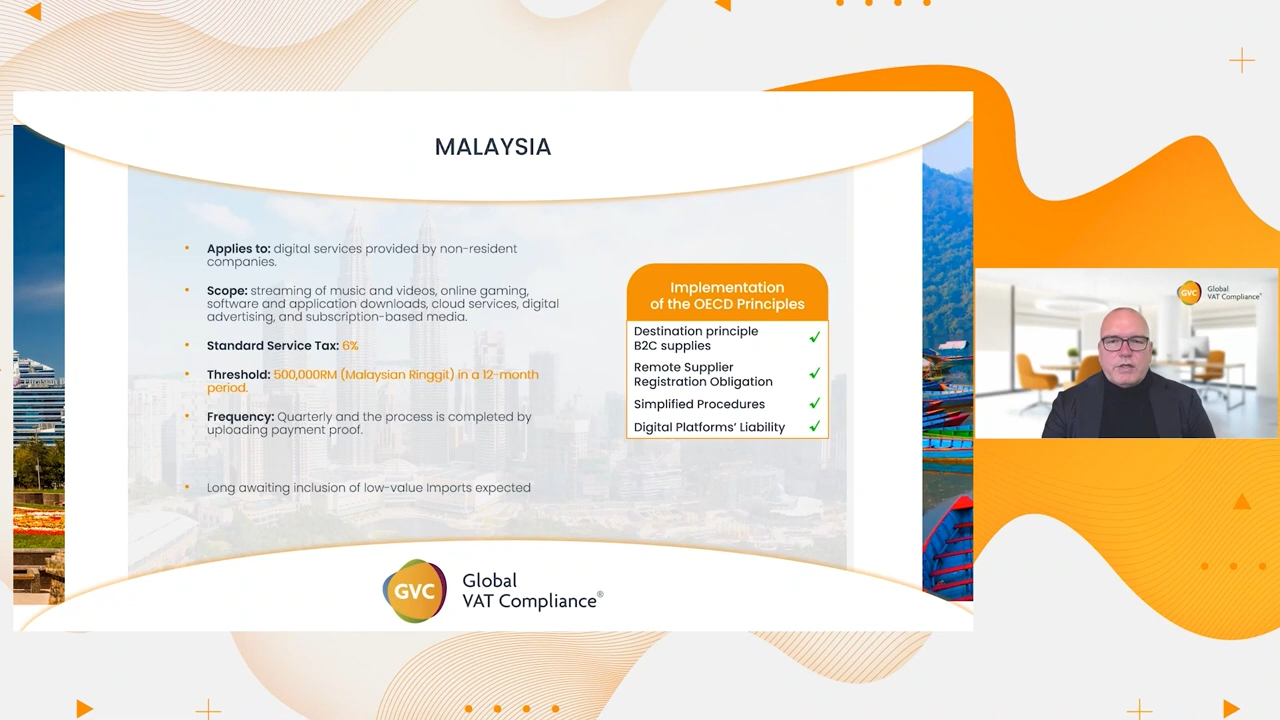 MALAYSIA
▪ Applies to: digital services provided by non-resident
companies.
▪ Scope: streaming of music and videos, online gaming,
software and application downloads, cloud services, digital
advertising, and subscription-based media.
▪ Standard Service Tax: 6%
▪ Threshold: 500,000RM (Malaysian Ringgit) in a 12-month
period.
▪ Frequency: Quarterly and the process is completed by
uploading payment proof.
▪ Long awaiting inclusion of low-value Imports expected
Implementation
of the OECD Principles
Destination principle
B2C supplies ✓
Remote Supplier
Registration Obligation ✓
Simplified Procedures ✓
Digital Platforms’ Liability ✓
GVC
Global
VAT Compliance®
GVC
Global
VAT Compliance®